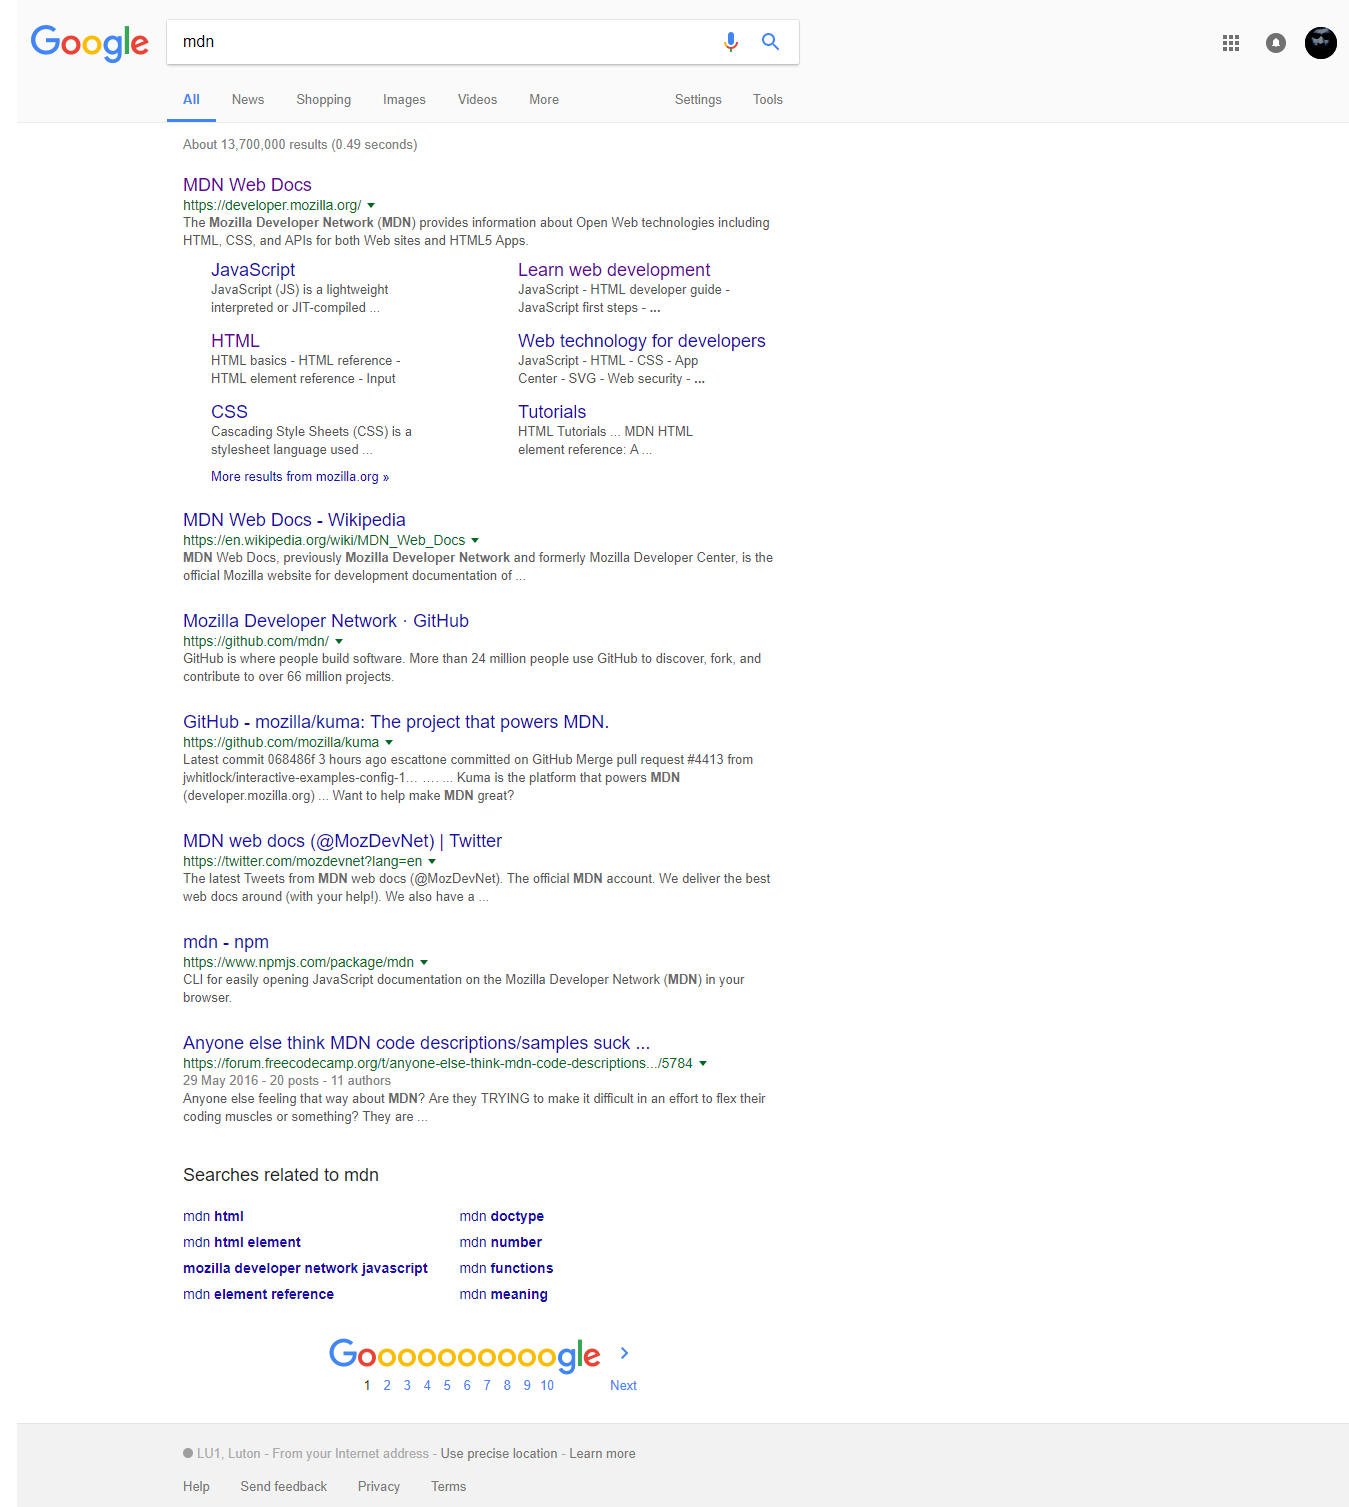 Google
mdn
All News Shopping Images Videos More Settings Tools
About 13,700,000 results (0.49 seconds)
MDN Web Docs
https://developer.mozilla.org/
The Mozilla Developer Network (MDN) provides information about Open Web technologies including
HTML, CSS, and APIs for both Web sites and HTML5 Apps.
JavaScript
JavaScript (JS) is a lightweight
interpreted or JIT-compiled ...
Learn web development
JavaScript - HTML developer guide -
JavaScript first steps - ...
HTML
HTML basics - HTML reference -
HTML element reference - Input
Web technology for developers
JavaScript - HTML - CSS - App
Center - SVG - Web security - ...
CSS
Cascading Style Sheets (CSS) is a
stylesheet language used ...
Tutorials
HTML Tutorials ... MDN HTML
element reference: A ...
More results from mozilla.org »
MDN Web Docs - Wikipedia
https://en.wikipedia.org/wiki/MDN_Web_Docs
MDN Web Docs, previously Mozilla Developer Network and formerly Mozilla Developer Center, is the
official Mozilla website for development documentation of ...
Mozilla Developer Network · GitHub
https://github.com/mdn/
GitHub is where people build software. More than 24 million people use GitHub to discover, fork, and
contribute to over 66 million projects.
GitHub - mozilla/kuma: The project that powers MDN.
https://github.com/mozilla/kuma
Latest commit 068486f 3 hours ago escattone committed on GitHub Merge pull request #4413 from
jwhitlock/interactive-examples-config-1... .... ... Kuma is the platform that powers MDN
(developer.mozilla.org) ... Want to help make MDN great?
MDN web docs (@MozDevNet) | Twitter
https://twitter.com/mozdevnet?lang=en
The latest Tweets from MDN web docs (@MozDevNet). The official MDN account. We deliver the best
web docs around (with your help!). We also have a ...
mdn - npm
https://www.npmjs.com/package/mdn
CLI for easily opening JavaScript documentation on the Mozilla Developer Network (MDN) in your
browser.
Anyone else think MDN code descriptions/samples suck ...
https://forum.freecodecamp.org/t/anyone-else-think-mdn-code-descriptions.../5784
29 May 2016 - 20 posts - 11 authors
Anyone else feeling that way about MDN? Are they TRYING to make it difficult in an effort to flex their
coding muscles or something? They are ...
Searches related to mdn
mdn html
mdn html element
mozilla developer network javascript
mdn element reference
mdn doctype
mdn number
mdn functions
mdn meaning
Goooooooooogle >
1 2 3 4 5 6 7 8 9 10 Next
LU1, Luton - From your Internet address - Use precise location - Learn more
Help Send feedback Privacy Terms